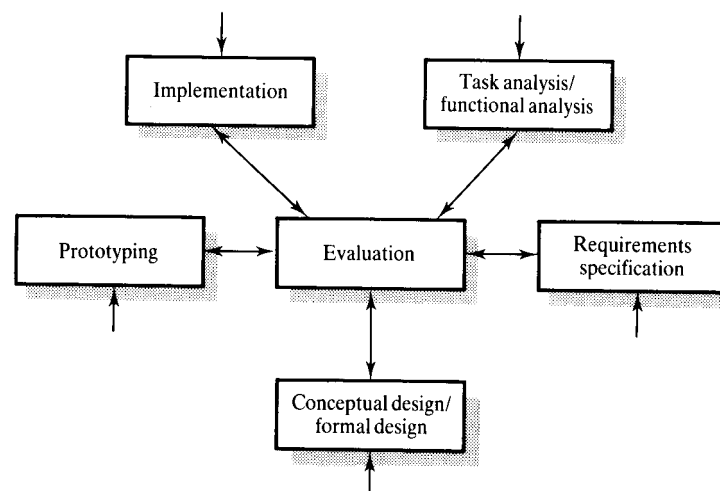 Implementation
Task analysis/
functional analysis
Prototyping
Evaluation
Requirements
specification
Conceptual design/
formal design